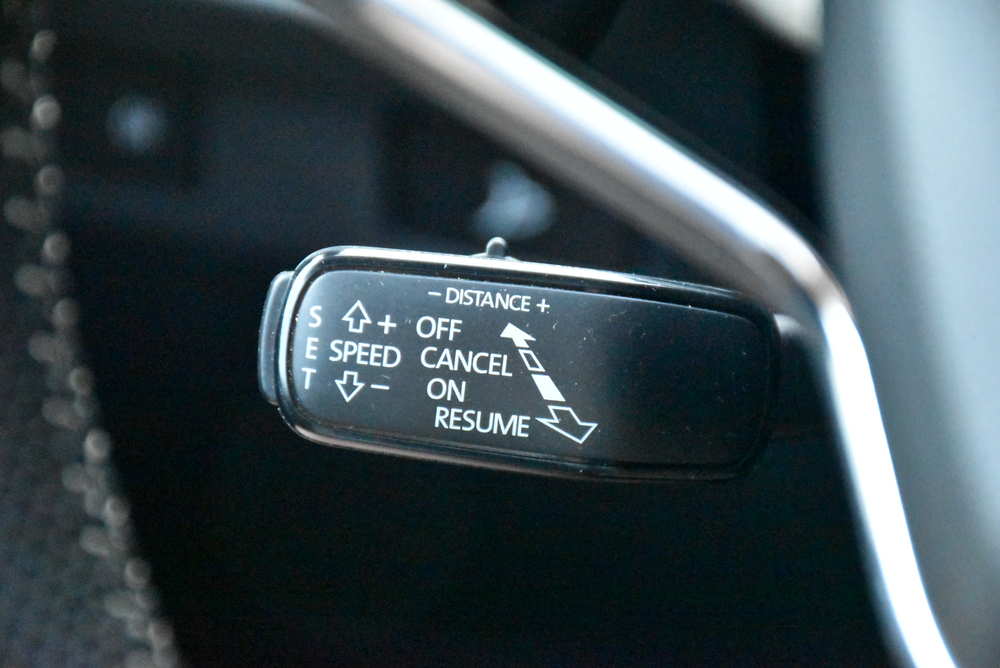 – DISTANCE +
S + OFF
E SPEED CANCEL
T – ON
RESUME